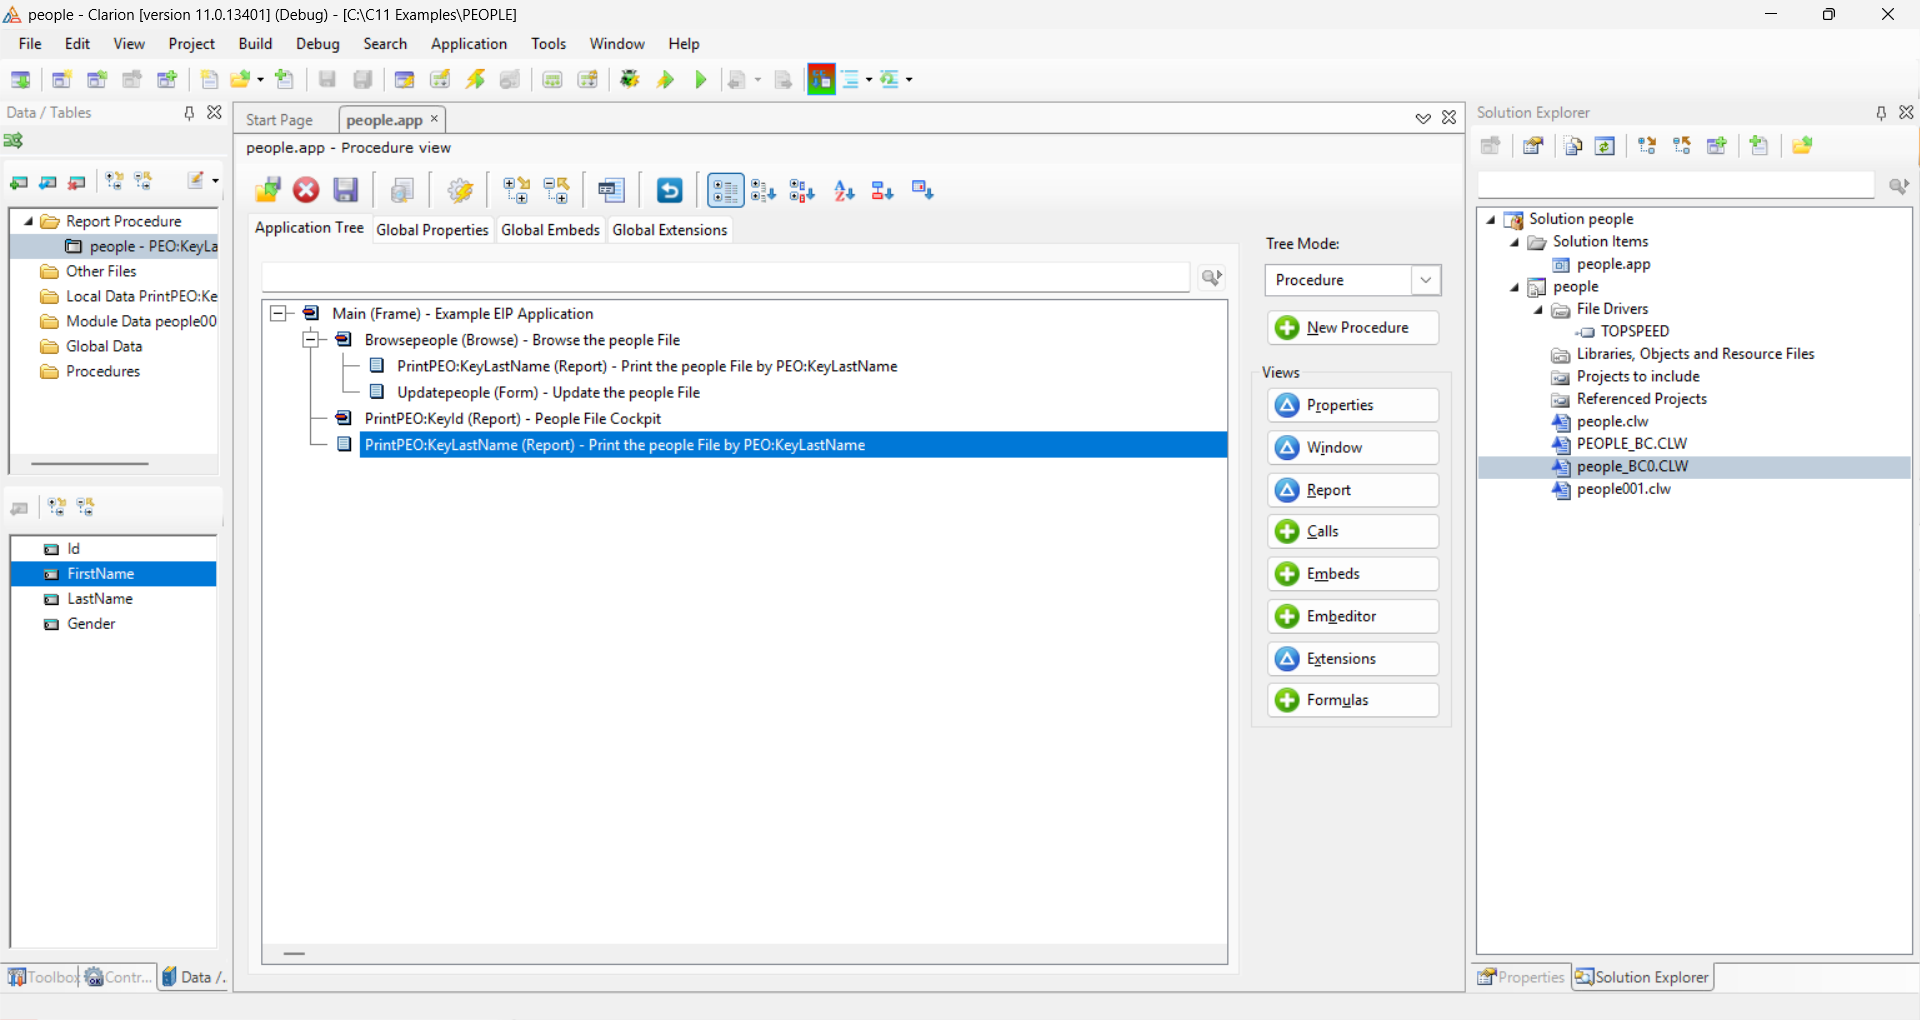 people - Clarion [version 11.0.13401] (Debug) - [C:\C11 Examples\PEOPLE]
File Edit View Project Build Debug Search Application Tools Window Help
Data / Tables
Report Procedure
people - PEO:KeyLa
Other Files
Local Data PrintPEO:Ke
Module Data people00
Global Data
Procedures
Id
FirstName
LastName
Gender
Toolbox Contr... Data /.
Start Page people.app
people.app - Procedure view
Application Tree Global Properties Global Embeds Global Extensions
Main (Frame) - Example EIP Application
Browsepeople (Browse) - Browse the people File
PrintPEO:KeyLastName (Report) - Print the people File by PEO:KeyLastName
Updatepeople (Form) - Update the people File
PrintPEO:KeyId (Report) - People File Cockpit
PrintPEO:KeyLastName (Report) - Print the people File by PEO:KeyLastName
Tree Mode:
Procedure
New Procedure
Views
Properties
Window
Report
Calls
Embeds
Embeditor
Extensions
Formulas
Solution Explorer
Solution people
Solution Items
people.app
people
File Drivers
TOPSPEED
Libraries, Objects and Resource Files
Projects to include
Referenced Projects
people.clw
PEOPLE_BC.CLW
people_BC0.CLW
people001.clw
Properties Solution Explorer